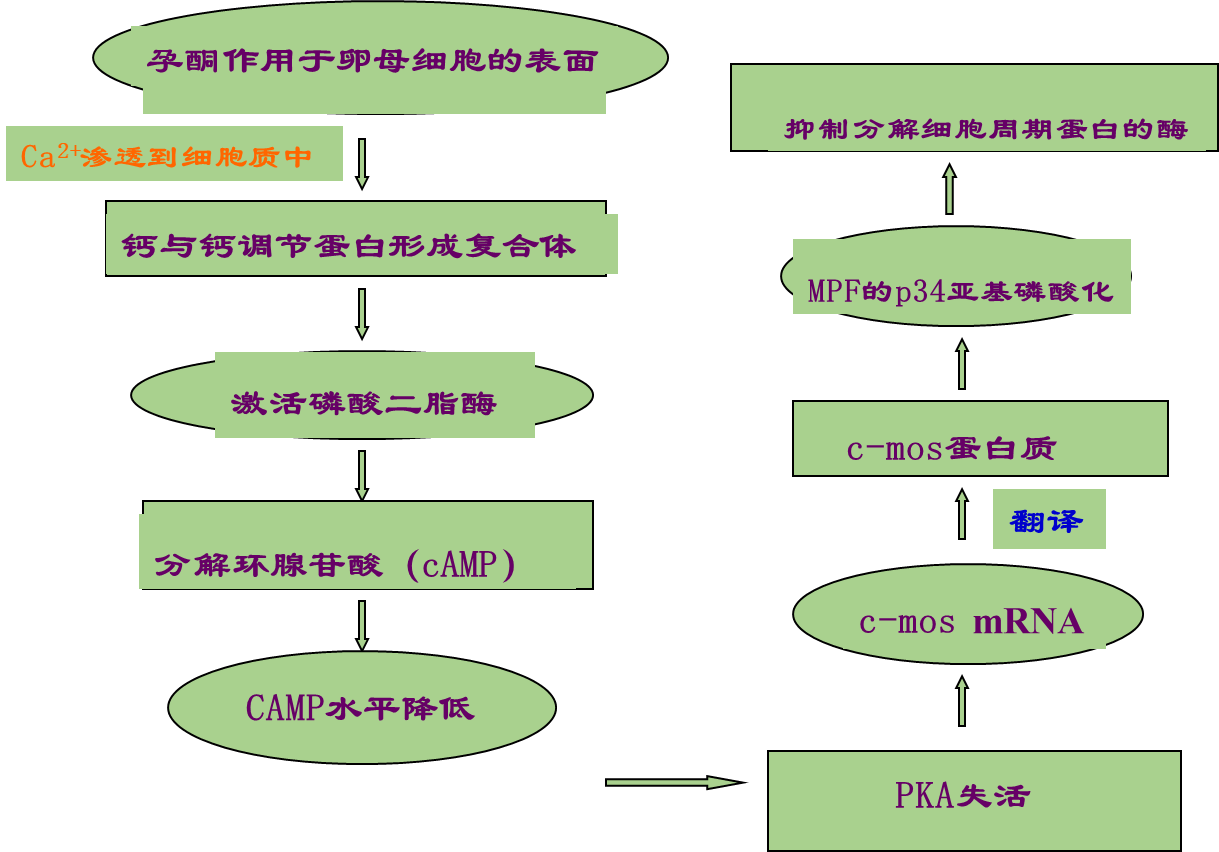 孕酮作用于卵母细胞的表面
Ca²⁺渗透到细胞质中
钙与钙调节蛋白形成复合体
激活磷酸二脂酶
分解环腺苷酸（cAMP）
CAMP水平降低
PKA失活
c-mos mRNA
翻译
c-mos蛋白质
MPF的p34亚基磷酸化
抑制分解细胞周期蛋白的酶